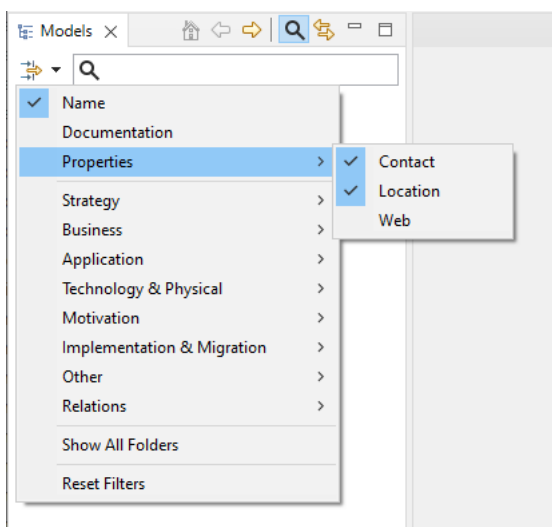 Models
Name
Documentation
Properties
Contact
Location
Web
Strategy
Business
Application
Technology & Physical
Motivation
Implementation & Migration
Other
Relations
Show All Folders
Reset Filters